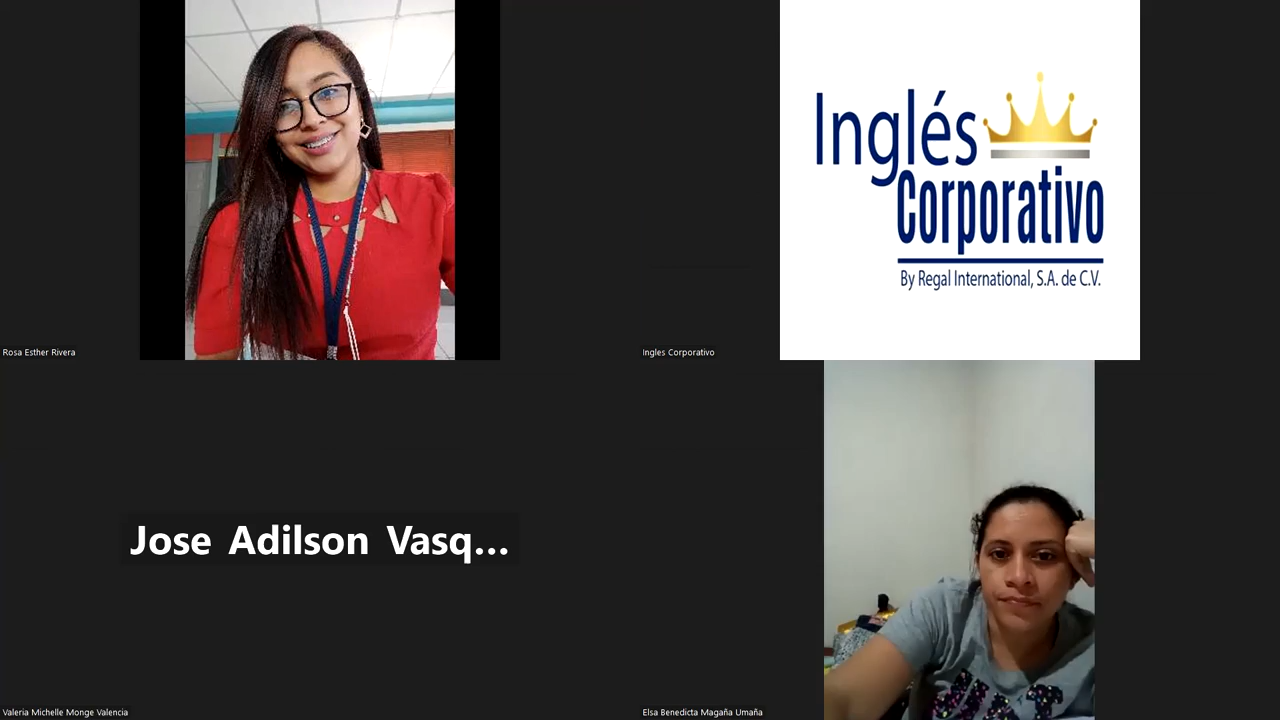 Inglés
Corporativo
By Regal International, S.A. de C.V.
Rosa Esther Rivera
Ingles Corporativo
Jose Adilson Vasq...
Valeria Michelle Monge Valencia
Elsa Benedicta Magaña Umaña